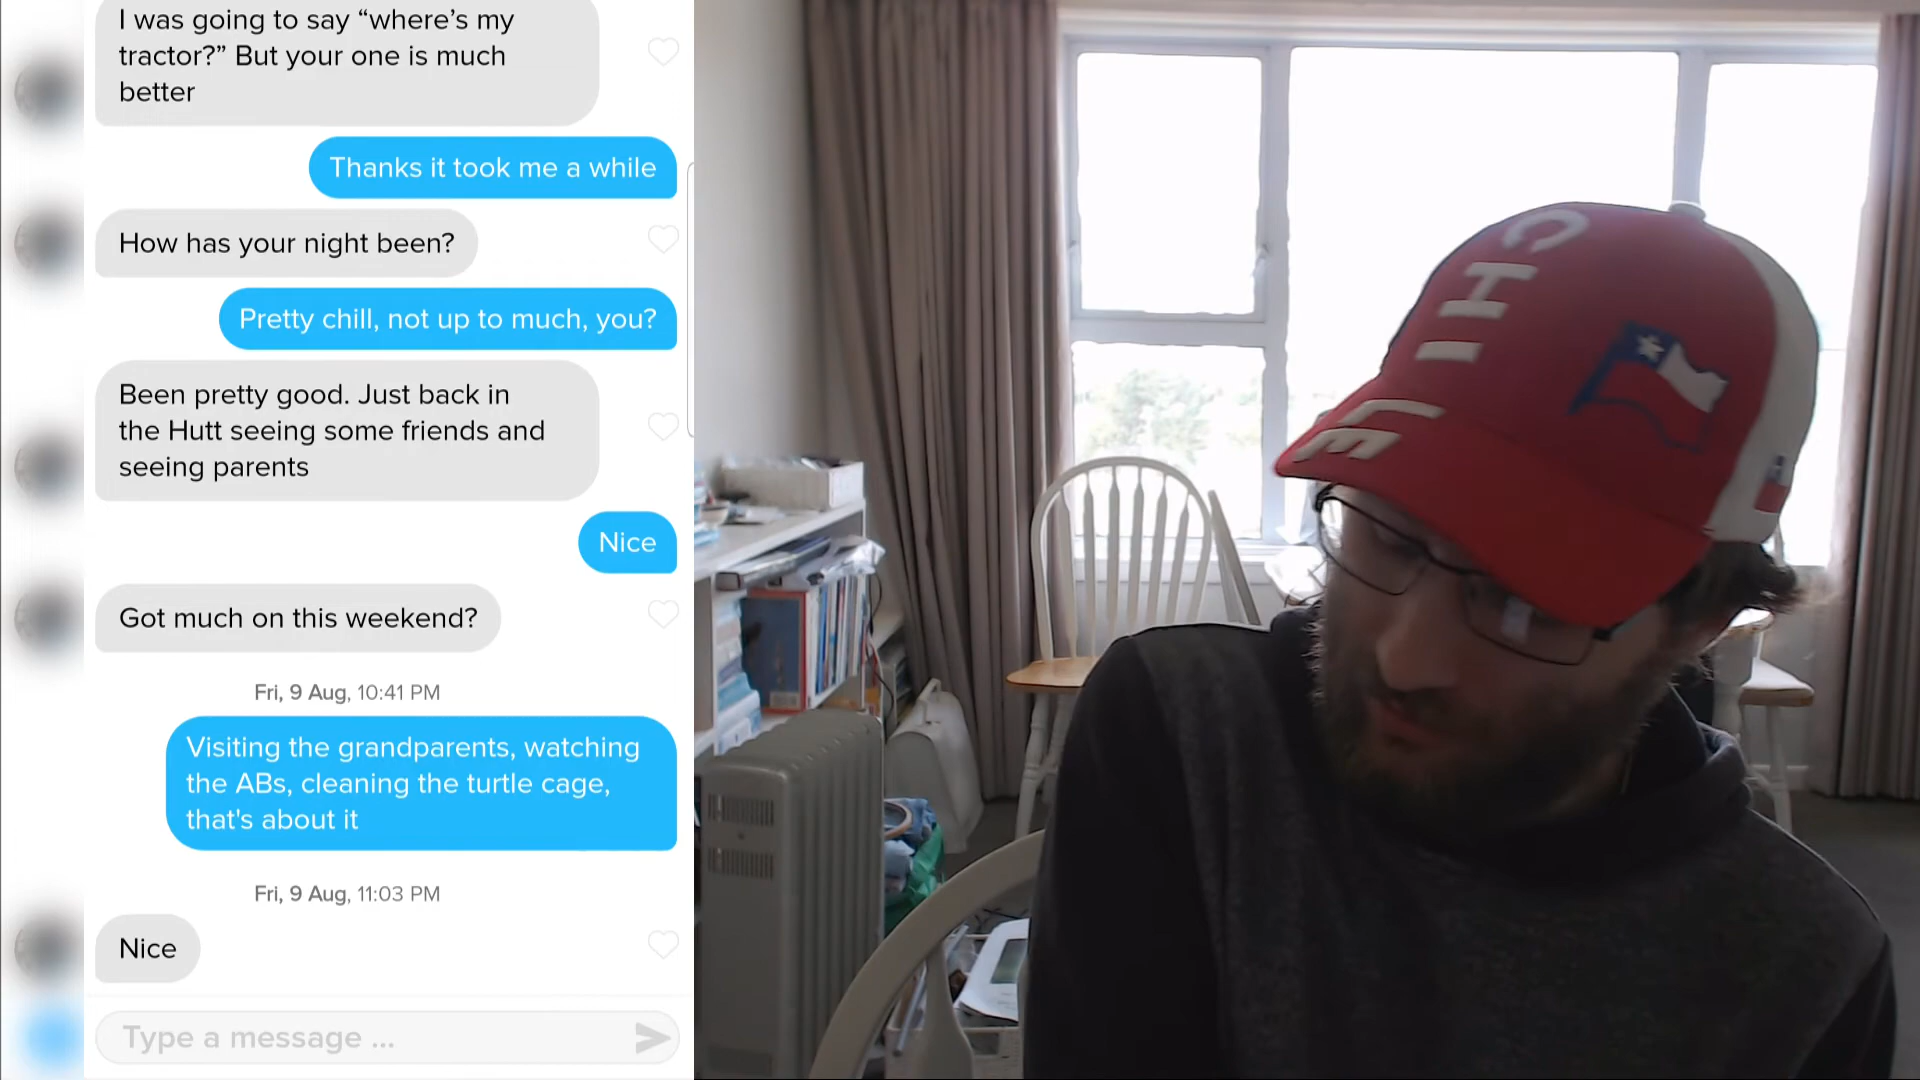 I was going to say “where’s my
tractor?” But your one is much
better
Thanks it took me a while
How has your night been?
Pretty chill, not up to much, you?
Been pretty good. Just back in
the Hutt seeing some friends and
seeing parents
Nice
Got much on this weekend?
Fri, 9 Aug, 10:41 PM
Visiting the grandparents, watching
the ABs, cleaning the turtle cage,
that's about it
Fri, 9 Aug, 11:03 PM
Nice
Type a message ...
CHILE